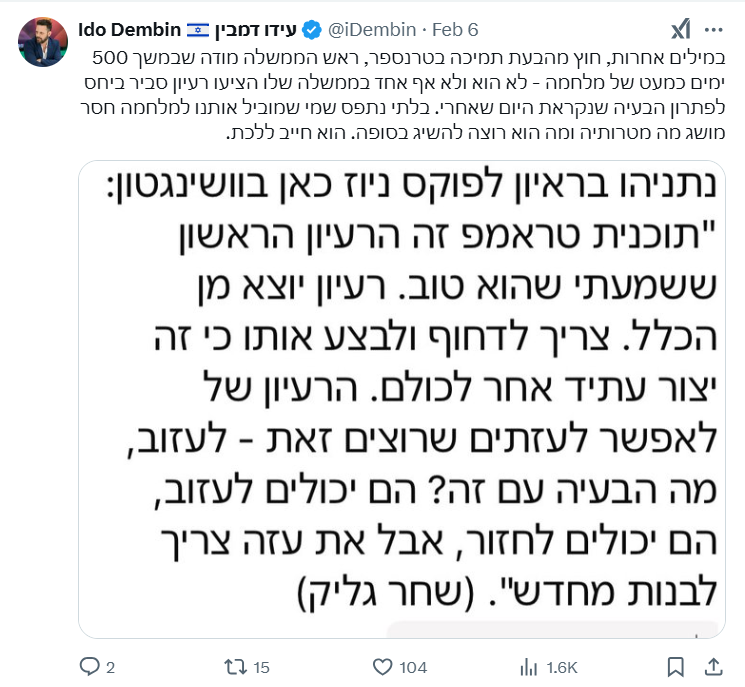 Ido Dembin 🇮🇱 עידו דמבין @iDembin · Feb 6
במילים אחרות, חוץ מהבעת תמיכה בטרנספר, ראש הממשלה מודה שבמשך 500
ימים כמעט של מלחמה - לא הוא ולא אף אחד בממשלה שלו הציעו רעיון סביר ביחס
לפתרון הבעיה שנקראת היום שאחרי. בלתי נתפס שמי שמוביל אותנו למלחמה חסר
מושג מה מטרותיה ומה הוא רוצה להשיג בסופה. הוא חייב ללכת.
נתניהו בראיון לפוקס ניוז כאן בוושינגטון:
"תוכנית טראמפ זה הרעיון הראשון
ששמעתי שהוא טוב. רעיון יוצא מן
הכלל. צריך לדחוף ולבצע אותו כי זה
יצור עתיד אחר לכולם. הרעיון של
לאפשר לעזתים שרוצים זאת - לעזוב,
מה הבעיה עם זה? הם יכולים לעזוב,
הם יכולים לחזור, אבל את עזה צריך
לבנות מחדש". (שחר גליק)
2 15 104 1.6K